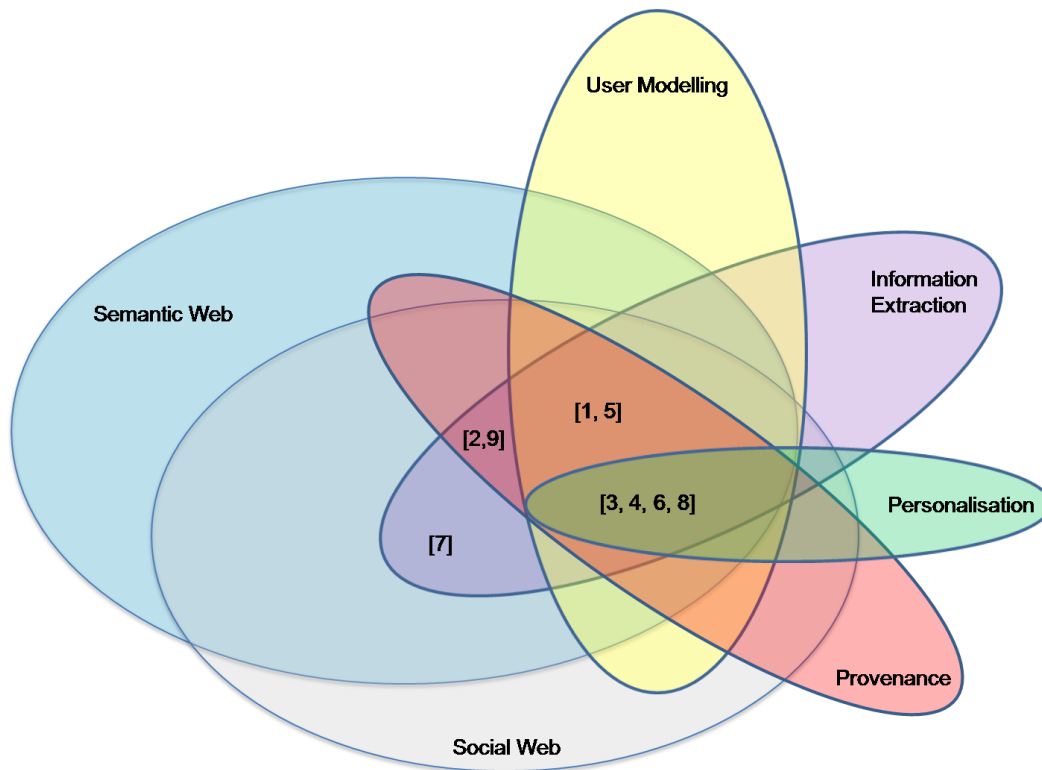 User Modelling
Information
Extraction
Semantic Web
[1, 5]
[2,9]
[3, 4, 6, 8]
Personalisation
[7]
Provenance
Social Web